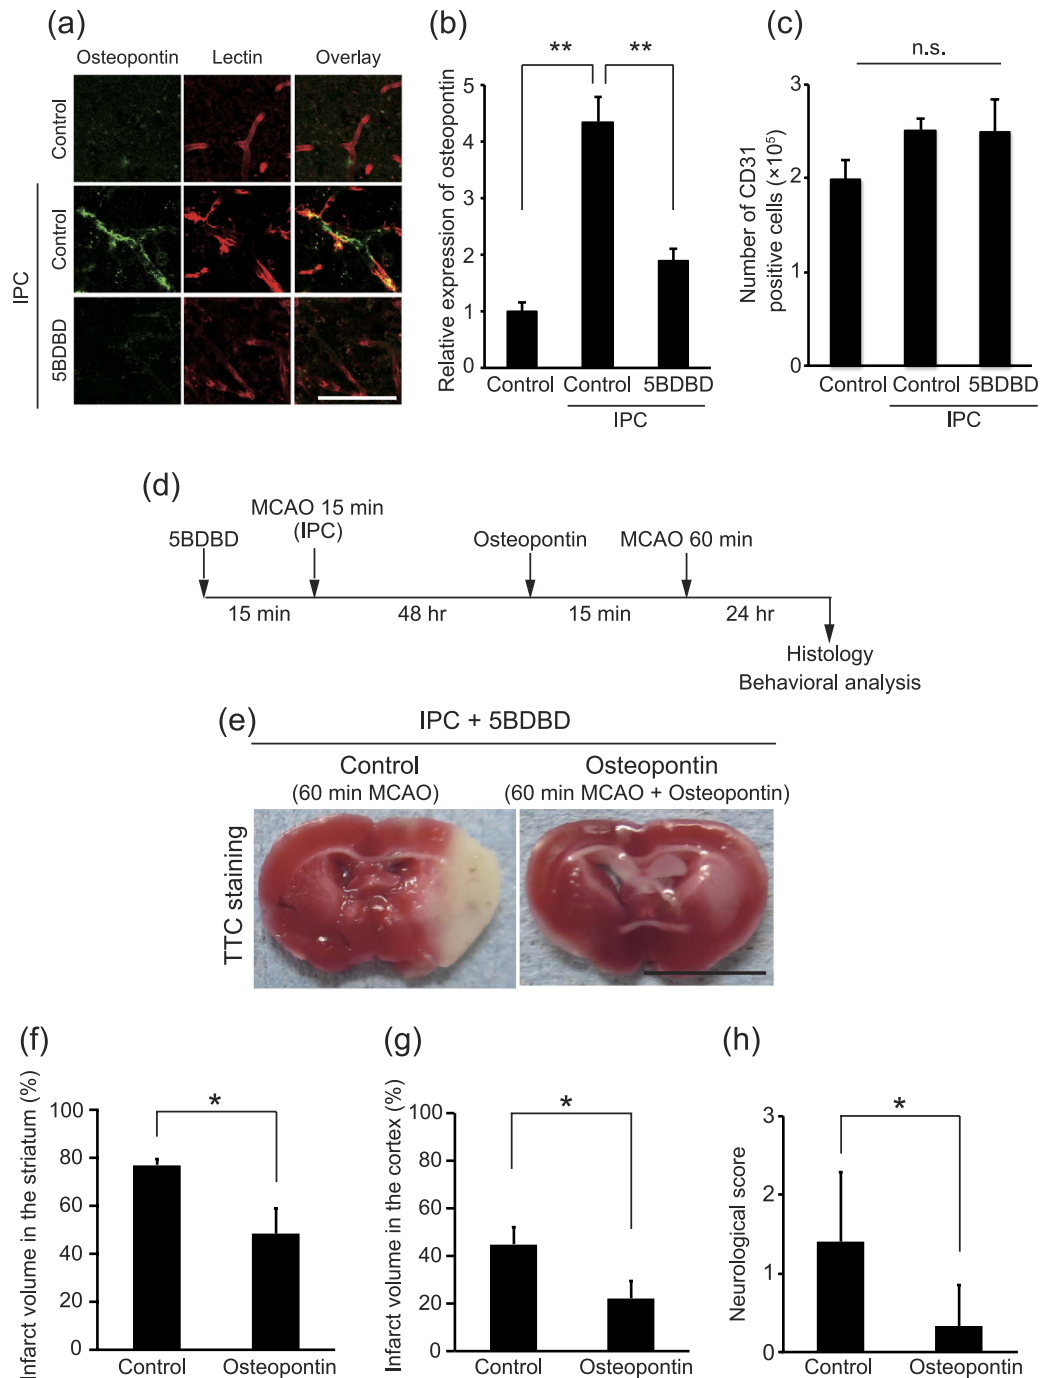 (a)
Osteopontin Lectin Overlay
Control
Control
5BDBD
IPC
(b)
** **
Relative expression of osteopontin
5
4
3
2
1
0
Control Control 5BDBD
IPC
(c)
n.s.
Number of CD31
positive cells (×10⁵)
3
2
1
0
Control Control 5BDBD
IPC
(d)
MCAO 15 min
(IPC)
5BDBD
Osteopontin MCAO 60 min
15 min 48 hr 15 min 24 hr
Histology
Behavioral analysis
(e)
IPC + 5BDBD
Control Osteopontin
(60 min MCAO) (60 min MCAO + Osteopontin)
TTC staining
(f)
*
Infarct volume in the striatum (%)
100
80
60
40
20
0
Control Osteopontin
(g)
*
Infarct volume in the cortex (%)
100
80
60
40
20
0
Control Osteopontin
(h)
*
Neurological score
3
2
1
0
Control Osteopontin